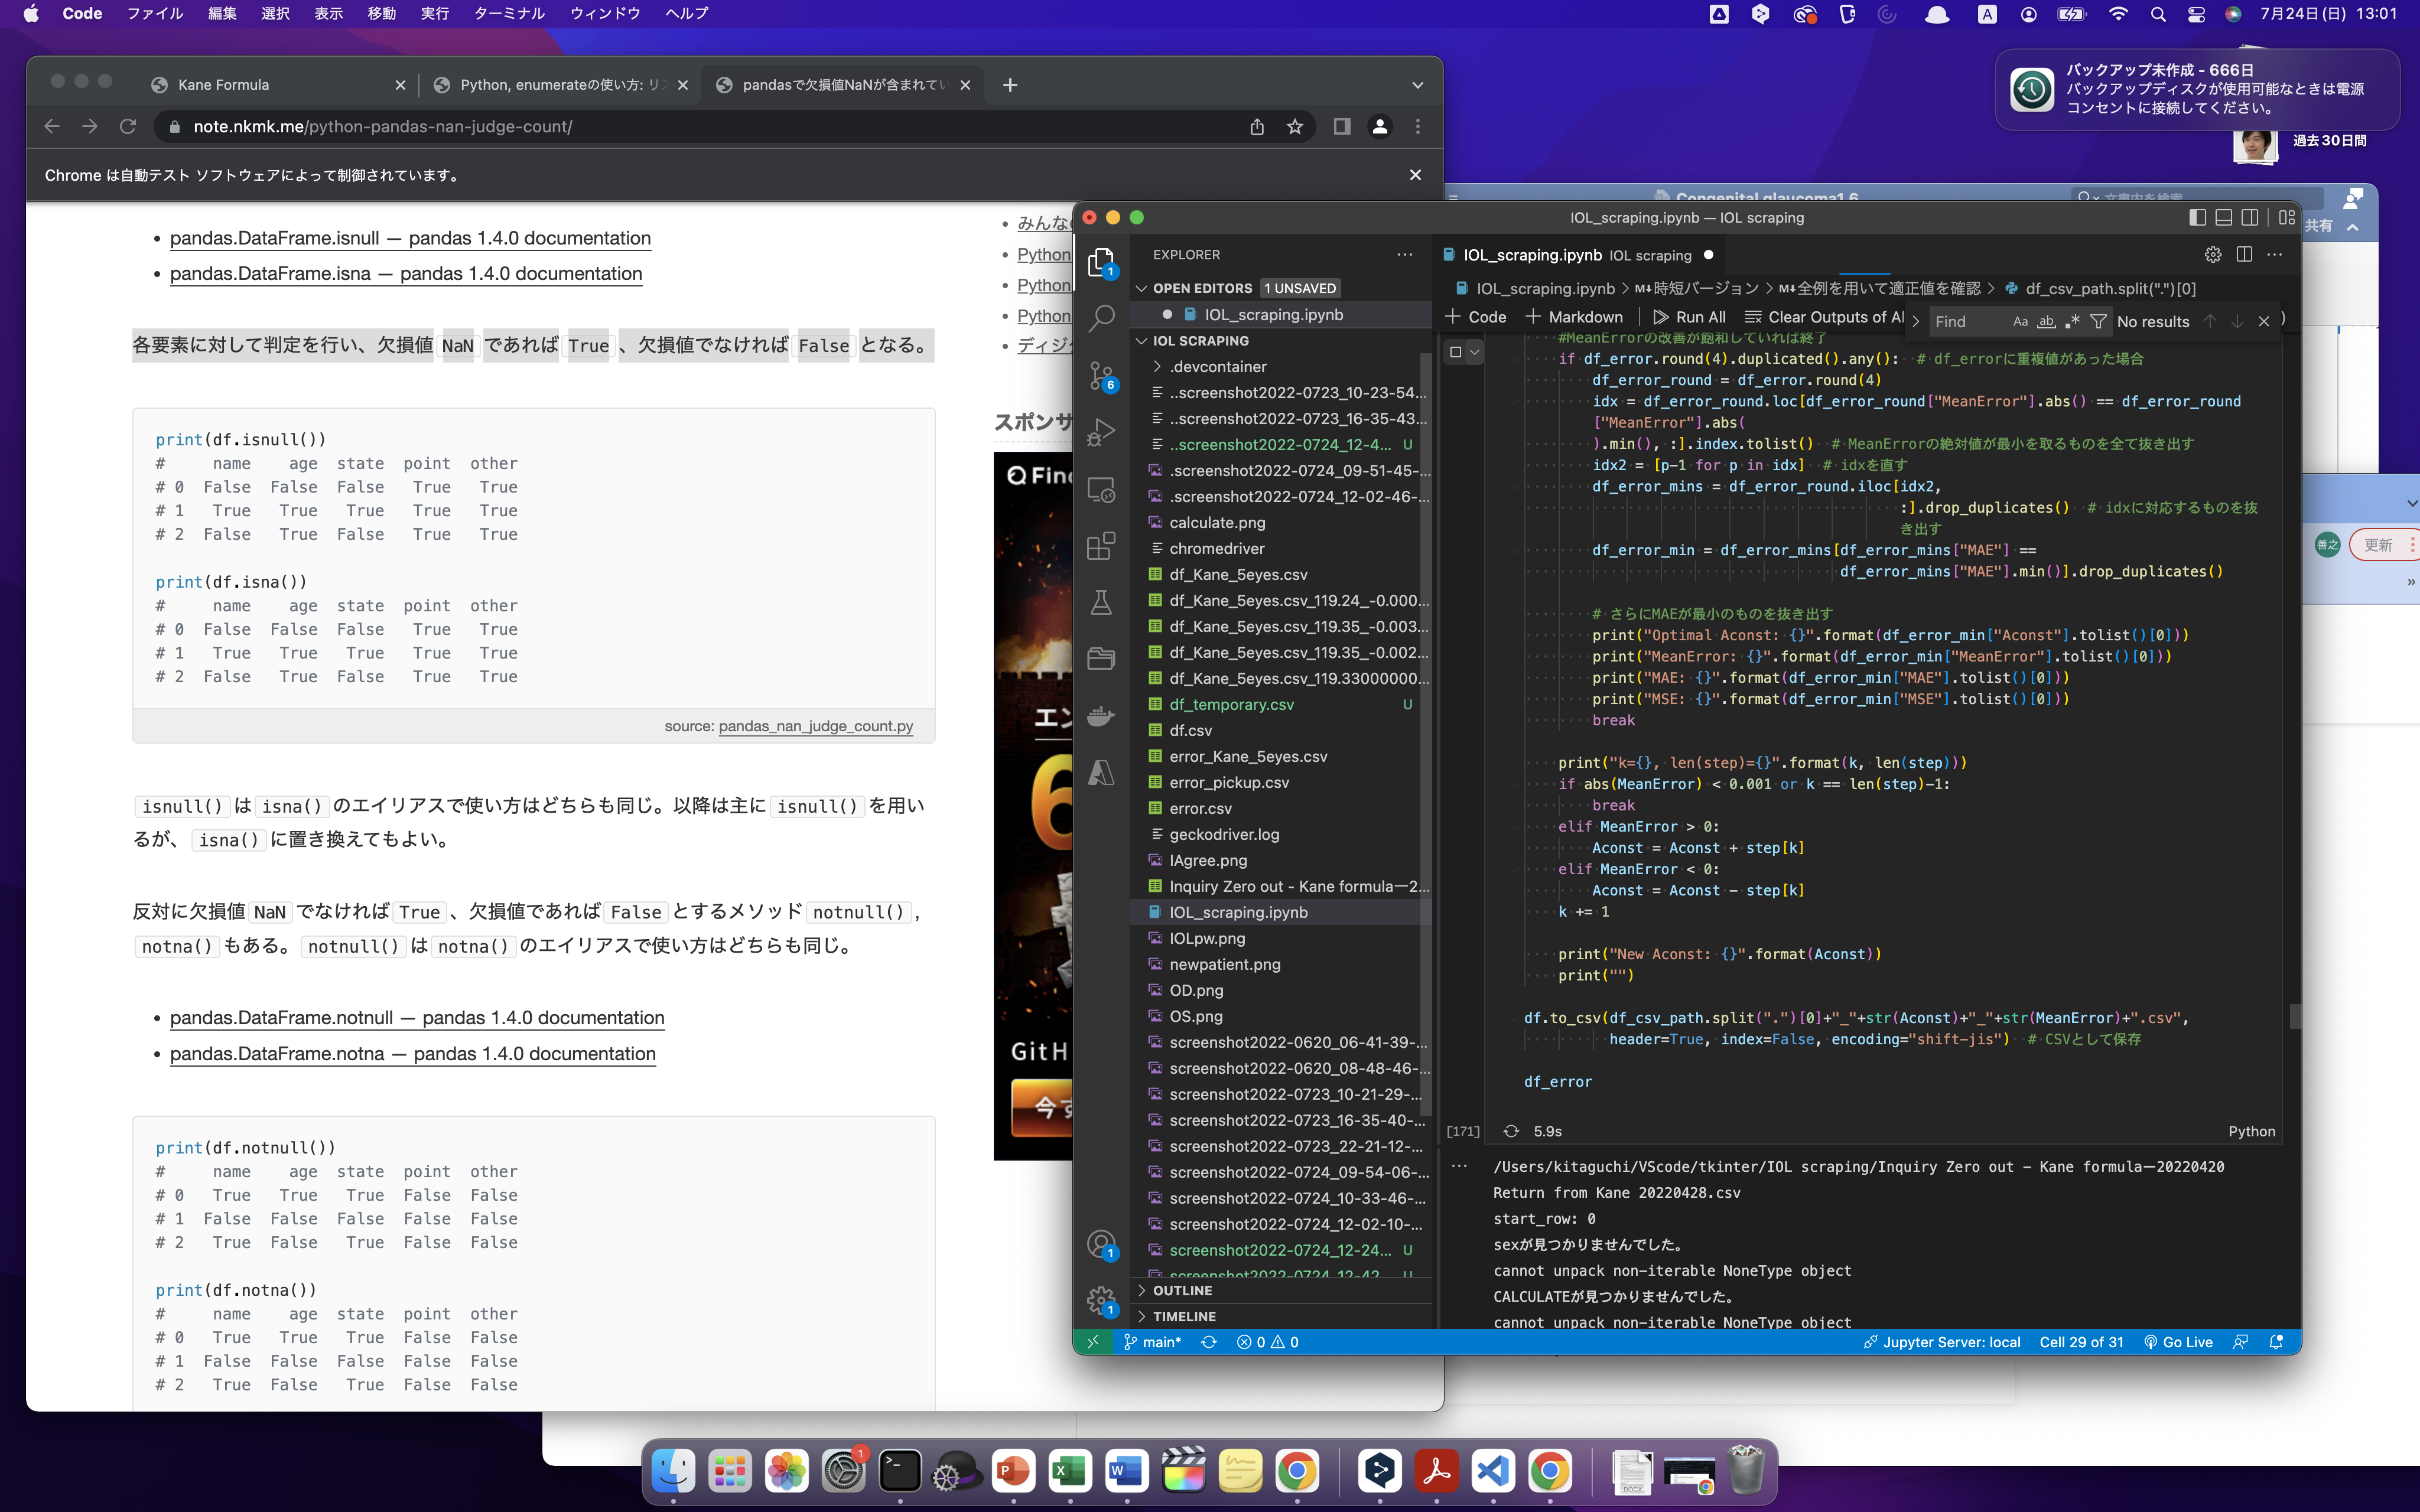 Code ファイル 編集 選択 表示 移動 実行 ターミナル ウィンドウ ヘルプ
7月24日(日) 13:01
バックアップ未作成 - 666日
バックアップディスクが使用可能なときは電源
コンセントに接続してください。
過去30日間
Kane Formula
Python, enumerateの使い方: リ
pandasで欠損値NaNが含まれてい
note.nkmk.me/python-pandas-nan-judge-count/
Chrome は自動テスト ソフトウェアによって制御されています。
• pandas.DataFrame.isnull — pandas 1.4.0 documentation
• pandas.DataFrame.isna — pandas 1.4.0 documentation
各要素に対して判定を行い、欠損値 NaN であれば True 、欠損値でなければ False となる。
print(df.isnull())
#     name    age  state  point  other
# 0  False  False  False   True   True
# 1   True   True   True   True   True
# 2  False   True  False   True   True
print(df.isna())
#     name    age  state  point  other
# 0  False  False  False   True   True
# 1   True   True   True   True   True
# 2  False   True  False   True   True
source: pandas_nan_judge_count.py
isnull() は isna() のエイリアスで使い方はどちらも同じ。以降は主に isnull() を用い
るが、 isna() に置き換えてもよい。
反対に欠損値 NaN でなければ True 、欠損値であれば False とするメソッド notnull() ,
notna() もある。 notnull() は notna() のエイリアスで使い方はどちらも同じ。
• pandas.DataFrame.notnull — pandas 1.4.0 documentation
• pandas.DataFrame.notna — pandas 1.4.0 documentation
print(df.notnull())
#     name    age  state  point  other
# 0   True   True   True  False  False
# 1  False  False  False  False  False
# 2   True  False   True  False  False
print(df.notna())
#     name    age  state  point  other
# 0   True   True   True  False  False
# 1  False  False  False  False  False
# 2   True  False   True  False  False
• みんな
• Python
• Python
• Python
• ディジ
スポンサ
Find
エン
6
GitH
今す
Congenital glaucoma1.6
文書内を検索
共有
善之
更新
IOL_scraping.ipynb — IOL scraping
EXPLORER
OPEN EDITORS 1 UNSAVED
IOL_scraping.ipynb
IOL SCRAPING
.devcontainer
..screenshot2022-0723_10-23-54...
..screenshot2022-0723_16-35-43...
..screenshot2022-0724_12-4... U
.screenshot2022-0724_09-51-45-...
.screenshot2022-0724_12-02-46-...
calculate.png
chromedriver
df_Kane_5eyes.csv
df_Kane_5eyes.csv_119.24_-0.000...
df_Kane_5eyes.csv_119.35_-0.003...
df_Kane_5eyes.csv_119.35_-0.002...
df_Kane_5eyes.csv_119.33000000...
df_temporary.csv U
df.csv
error_Kane_5eyes.csv
error_pickup.csv
error.csv
geckodriver.log
IAgree.png
Inquiry Zero out - Kane formula一2...
IOL_scraping.ipynb
IOLpw.png
newpatient.png
OD.png
OS.png
screenshot2022-0620_06-41-39-...
screenshot2022-0620_08-48-46-...
screenshot2022-0723_10-21-29-...
screenshot2022-0723_16-35-40-...
screenshot2022-0723_22-21-12-...
screenshot2022-0724_09-54-06-...
screenshot2022-0724_10-33-46-...
screenshot2022-0724_12-02-10-...
screenshot2022-0724_12-24... U
screenshot2022-0724_12-42... U
OUTLINE
TIMELINE
IOL_scraping.ipynb IOL scraping
IOL_scraping.ipynb > M↓時短バージョン > M↓全例を用いて適正値を確認 > df_csv_path.split(".")[0]
+ Code + Markdown Run All Clear Outputs of Al
Find Aa ab .* No results
#MeanErrorの改善が飽和していれば終了
if df_error.round(4).duplicated().any():  # df_errorに重複値があった場合
df_error_round = df_error.round(4)
idx = df_error_round.loc[df_error_round["MeanError"].abs() == df_error_round
["MeanError"].abs(
).min(), :].index.tolist()  # MeanErrorの絶対値が最小を取るものを全て抜き出す
idx2 = [p-1 for p in idx]  # idxを直す
df_error_mins = df_error_round.iloc[idx2,
:].drop_duplicates()  # idxに対応するものを抜
き出す
df_error_min = df_error_mins[df_error_mins["MAE"] ==
df_error_mins["MAE"].min()].drop_duplicates()
# さらにMAEが最小のものを抜き出す
print("Optimal Aconst: {}".format(df_error_min["Aconst"].tolist()[0]))
print("MeanError: {}".format(df_error_min["MeanError"].tolist()[0]))
print("MAE: {}".format(df_error_min["MAE"].tolist()[0]))
print("MSE: {}".format(df_error_min["MSE"].tolist()[0]))
break
print("k={}, len(step)={}".format(k, len(step)))
if abs(MeanError) < 0.001 or k == len(step)-1:
break
elif MeanError > 0:
Aconst = Aconst + step[k]
elif MeanError < 0:
Aconst = Aconst - step[k]
k += 1
print("New Aconst: {}".format(Aconst))
print("")
df.to_csv(df_csv_path.split(".")[0]+"_"+str(Aconst)+"_"+str(MeanError)+".csv",
header=True, index=False, encoding="shift-jis")  # CSVとして保存
df_error
[171] 5.9s Python
/Users/kitaguchi/VScode/tkinter/IOL scraping/Inquiry Zero out - Kane formula一20220420
Return from Kane 20220428.csv
start_row: 0
sexが見つかりませんでした。
cannot unpack non-iterable NoneType object
CALCULATEが見つかりませんでした。
cannot unpack non-iterable NoneType object
main* 0 0 Jupyter Server: local Cell 29 of 31 Go Live